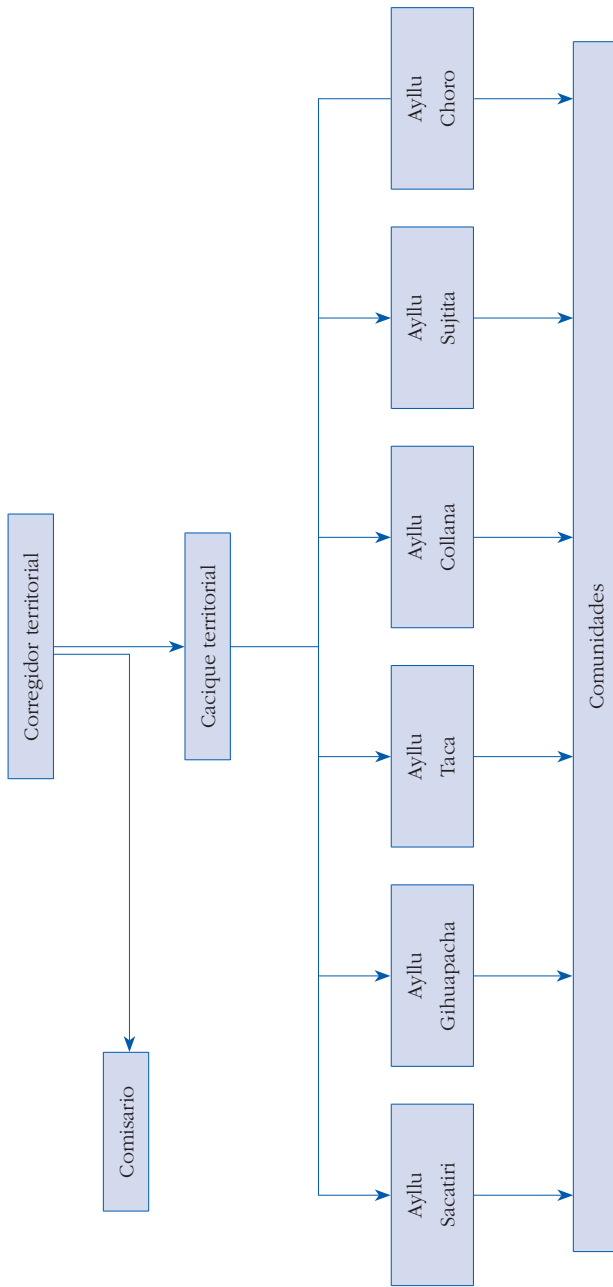 Corregidor territorial
Comisario
Cacique territorial
Ayllu
Sacatiri
Ayllu
Gihuapacha
Ayllu
Taca
Ayllu
Collana
Ayllu
Sujtita
Ayllu
Choro
Comunidades